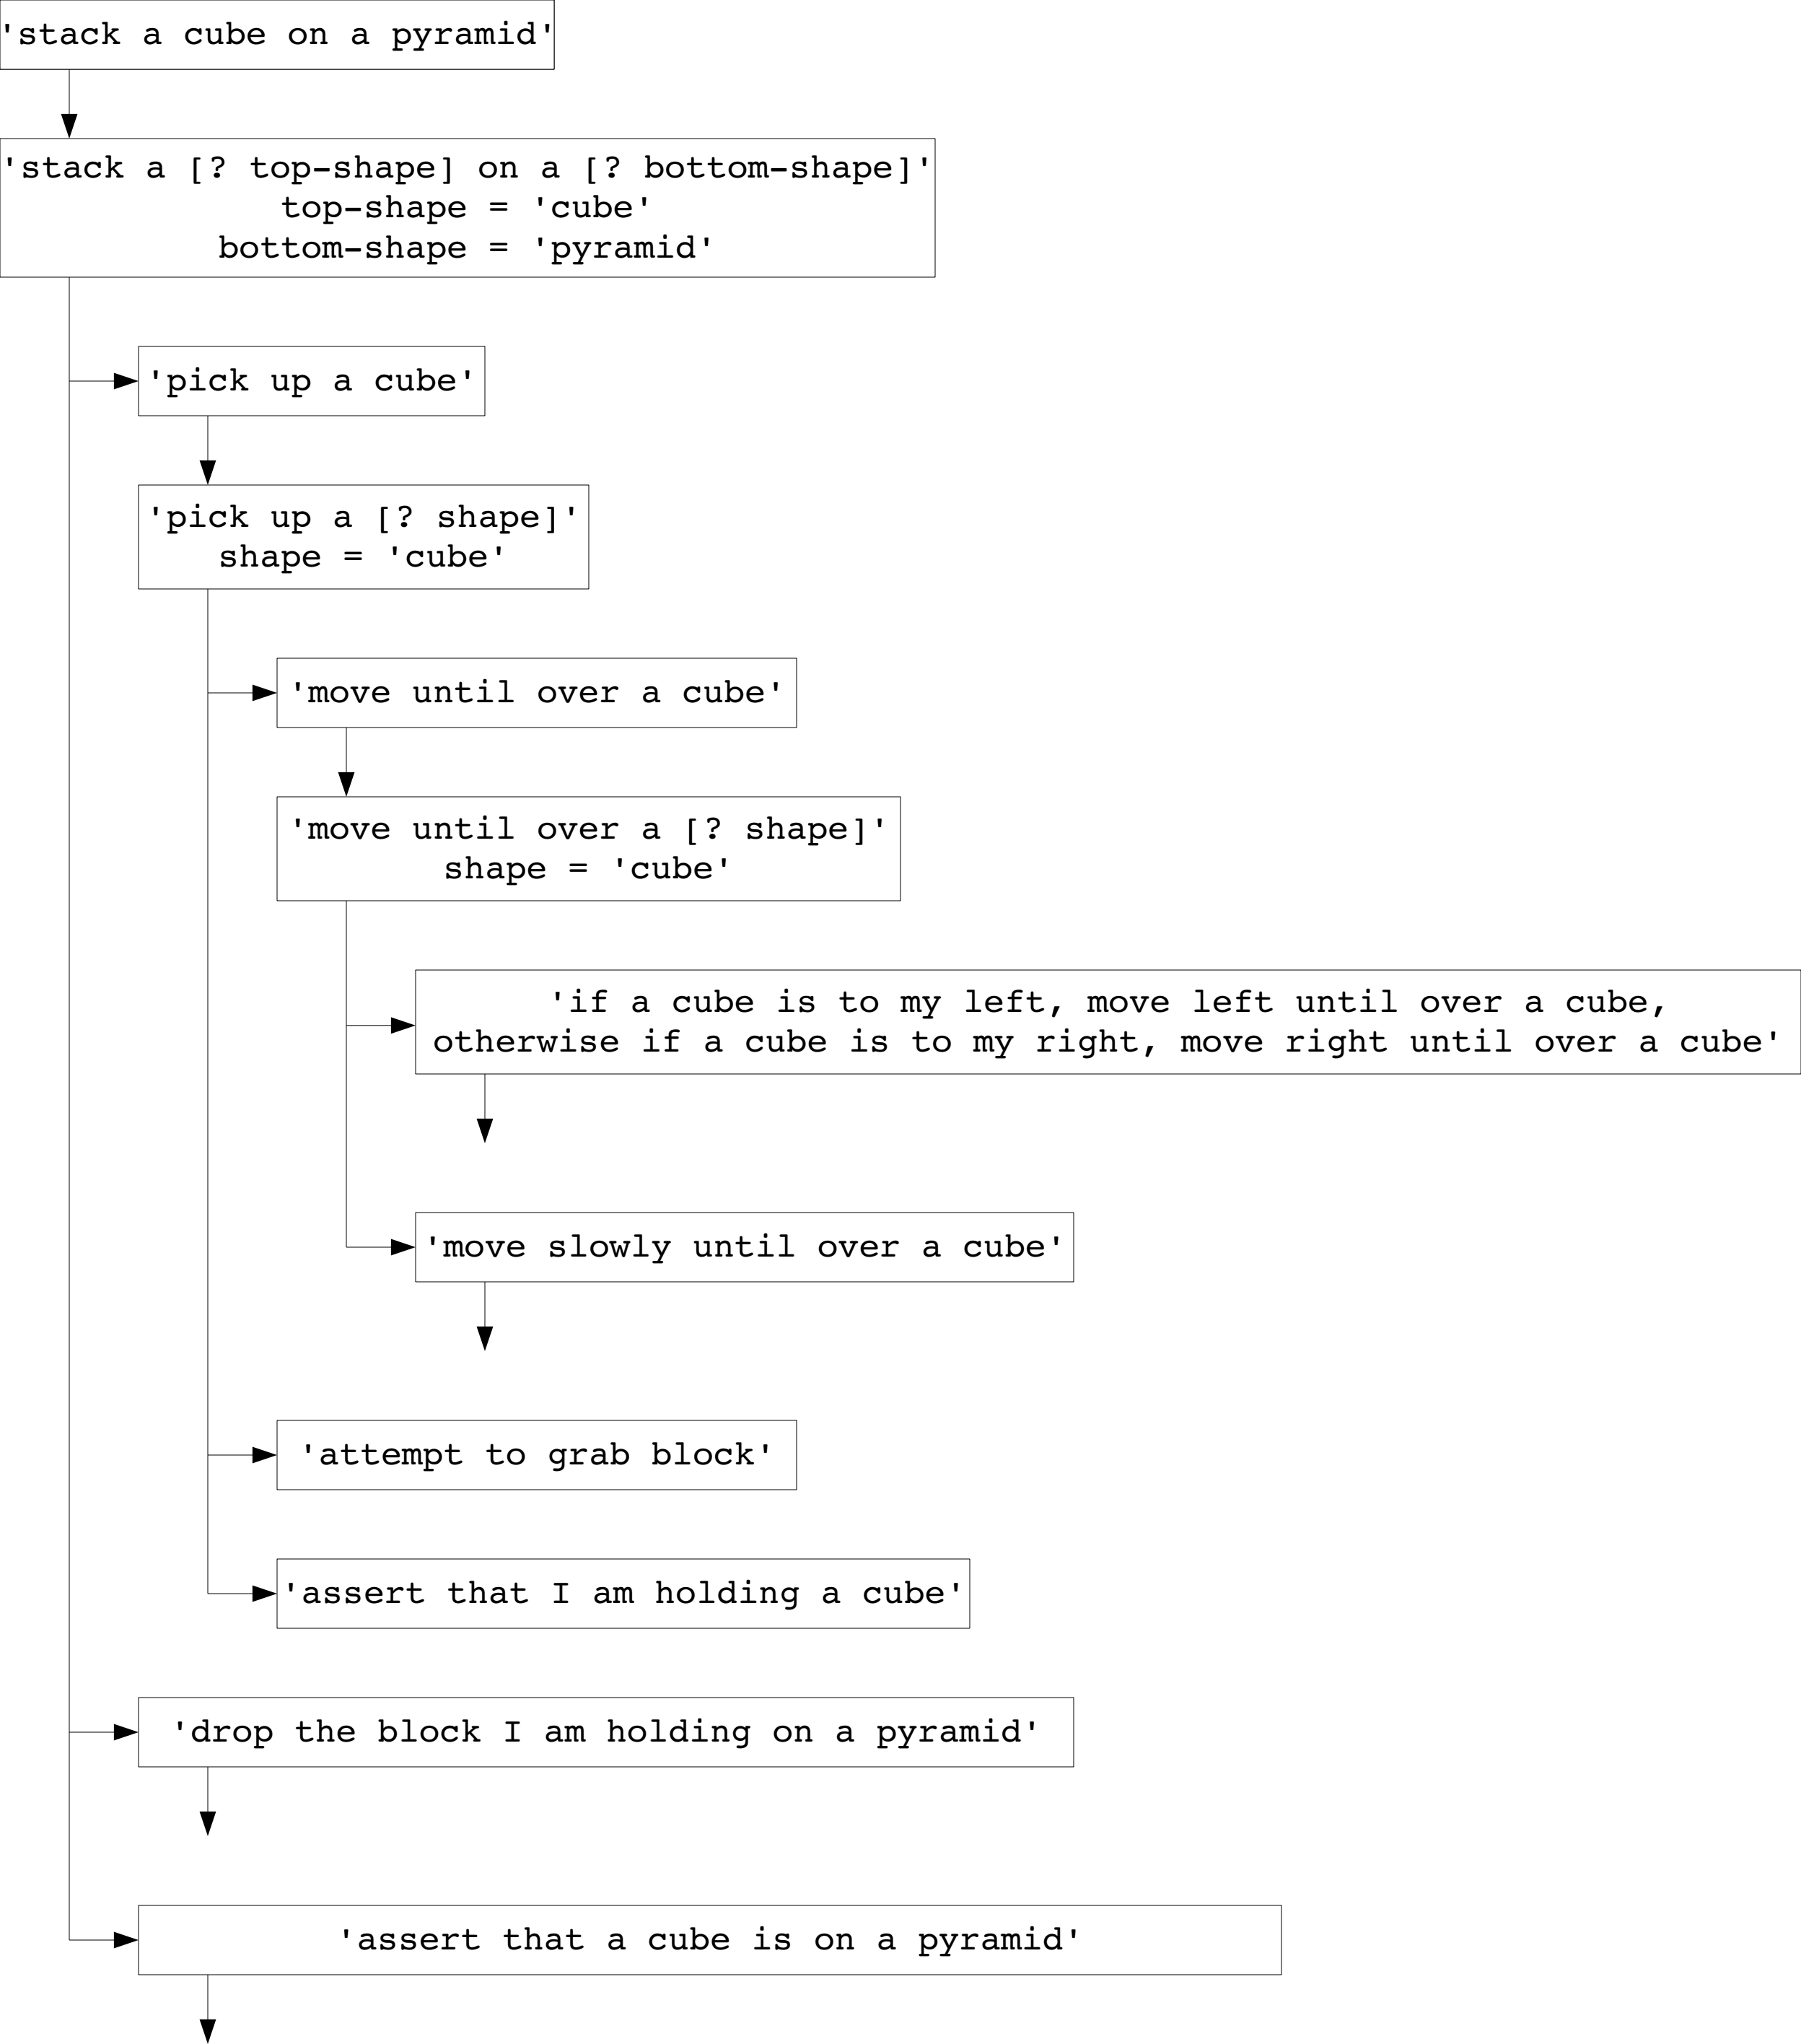 'stack a cube on a pyramid'
'stack a [? top-shape] on a [? bottom-shape]'
top-shape = 'cube'
bottom-shape = 'pyramid'
'pick up a cube'
'pick up a [? shape]'
shape = 'cube'
'move until over a cube'
'move until over a [? shape]'
shape = 'cube'
'if a cube is to my left, move left until over a cube,
otherwise if a cube is to my right, move right until over a cube'
'move slowly until over a cube'
'attempt to grab block'
'assert that I am holding a cube'
'drop the block I am holding on a pyramid'
'assert that a cube is on a pyramid'